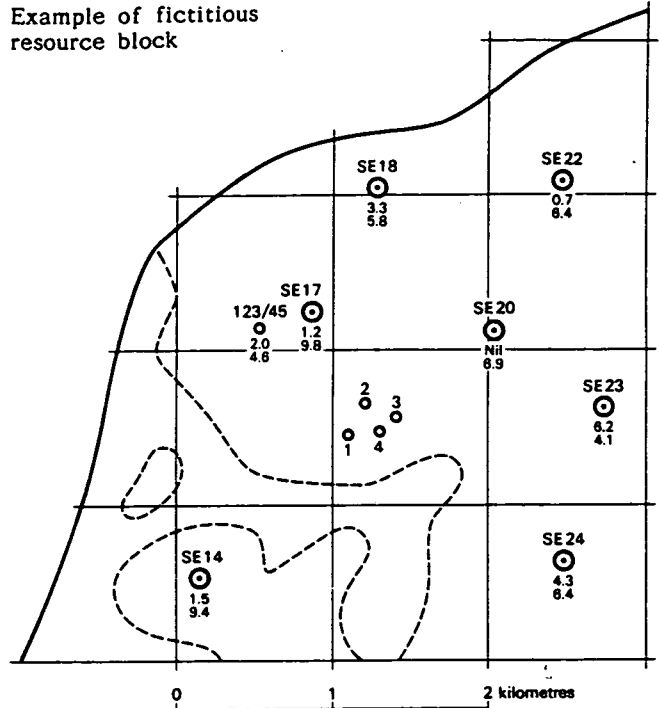 Example of fictitious
resource block
SE18
3.3
5.8
SE22
0.7
6.4
SE17
1.2
9.8
123/45
2.0
4.6
SE20
Nil
6.9
SE23
6.2
4.1
2
3
1
4
SE14
1.5
9.4
SE24
4.3
6.4
0
1
2 kilometres